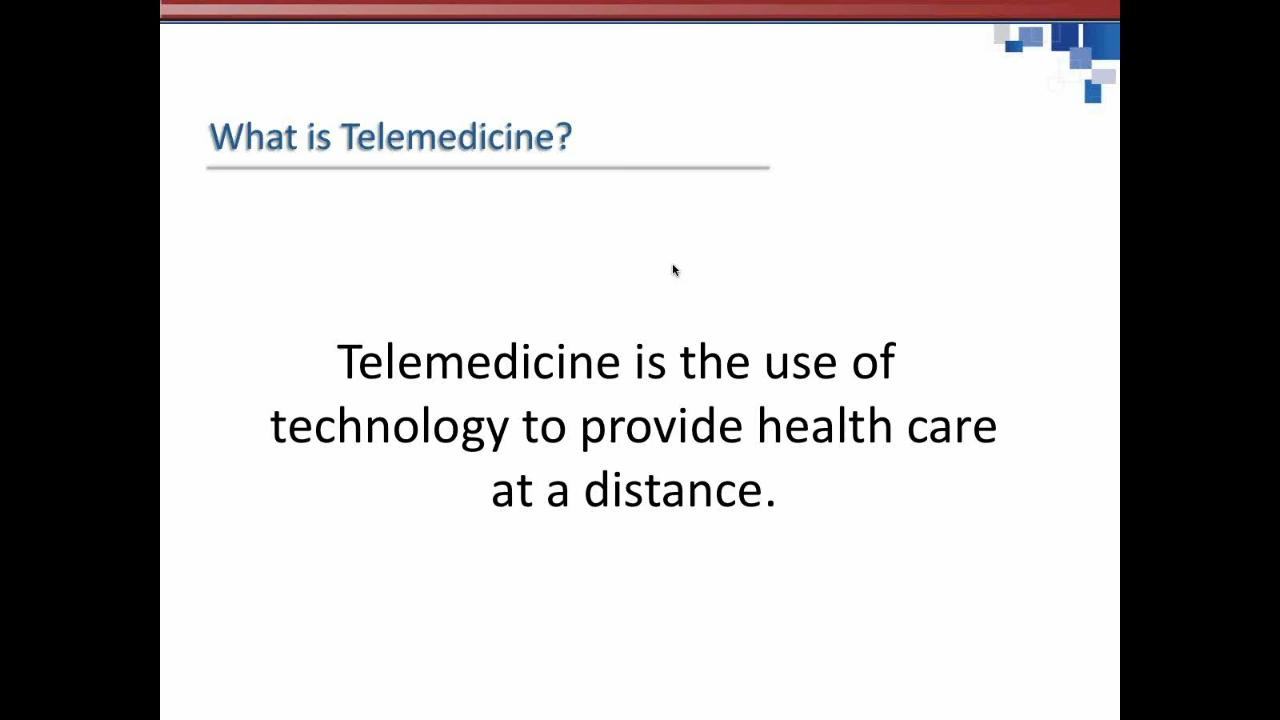 What is Telemedicine?
Telemedicine is the use of
technology to provide health care
at a distance.